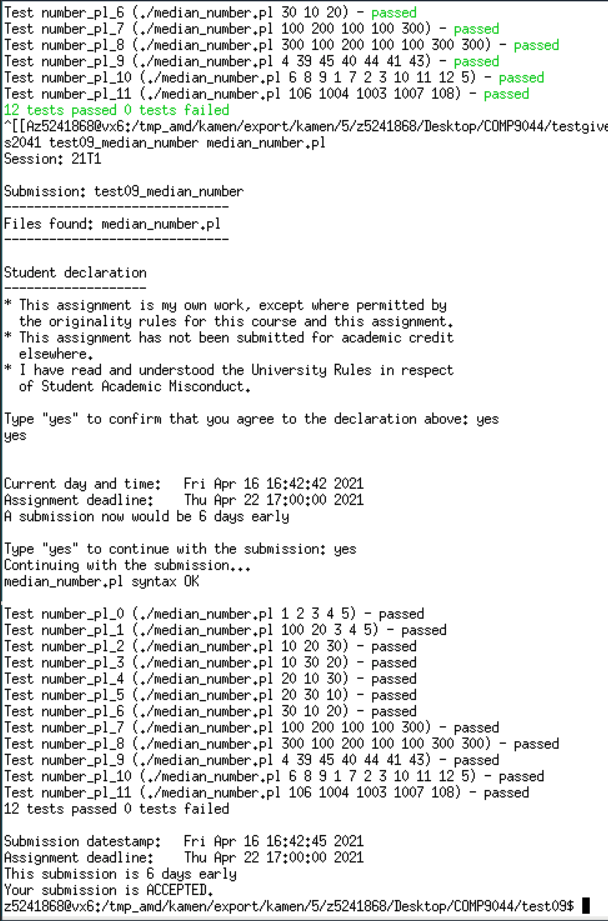 Test number_pl_6 (./median_number.pl 30 10 20) - passed
Test number_pl_7 (./median_number.pl 100 200 100 100 300) - passed
Test number_pl_8 (./median_number.pl 300 100 200 100 100 300 300) - passed
Test number_pl_9 (./median_number.pl 4 39 45 40 44 41 43) - passed
Test number_pl_10 (./median_number.pl 6 8 9 1 7 2 3 10 11 12 5) - passed
Test number_pl_11 (./median_number.pl 106 1004 1003 1007 108) - passed
12 tests passed 0 tests failed
^[[Az5241868@vx6:/tmp_amd/kamen/export/kamen/5/z5241868/Desktop/COMP9044/testgive
s2041 test09_median_number median_number.pl
Session: 21T1

Submission: test09_median_number
-----------------------------
Files found: median_number.pl
-----------------------------

Student declaration
-------------------
* This assignment is my own work, except where permitted by
  the originality rules for this course and this assignment.
* This assignment has not been submitted for academic credit
  elsewhere.
* I have read and understood the University Rules in respect
  of Student Academic Misconduct.

Type "yes" to confirm that you agree to the declaration above: yes
yes

Current day and time:   Fri Apr 16 16:42:42 2021
Assignment deadline:    Thu Apr 22 17:00:00 2021
A submission now would be 6 days early

Type "yes" to continue with the submission: yes
Continuing with the submission...
median_number.pl syntax OK

Test number_pl_0 (./median_number.pl 1 2 3 4 5) - passed
Test number_pl_1 (./median_number.pl 100 20 3 4 5) - passed
Test number_pl_2 (./median_number.pl 10 20 30) - passed
Test number_pl_3 (./median_number.pl 10 30 20) - passed
Test number_pl_4 (./median_number.pl 20 10 30) - passed
Test number_pl_5 (./median_number.pl 20 30 10) - passed
Test number_pl_6 (./median_number.pl 30 10 20) - passed
Test number_pl_7 (./median_number.pl 100 200 100 100 300) - passed
Test number_pl_8 (./median_number.pl 300 100 200 100 100 300 300) - passed
Test number_pl_9 (./median_number.pl 4 39 45 40 44 41 43) - passed
Test number_pl_10 (./median_number.pl 6 8 9 1 7 2 3 10 11 12 5) - passed
Test number_pl_11 (./median_number.pl 106 1004 1003 1007 108) - passed
12 tests passed 0 tests failed

Submission datestamp:   Fri Apr 16 16:42:45 2021
Assignment deadline:    Thu Apr 22 17:00:00 2021
This submission is 6 days early
Your submission is ACCEPTED.
z5241868@vx6:/tmp_amd/kamen/export/kamen/5/z5241868/Desktop/COMP9044/test09$